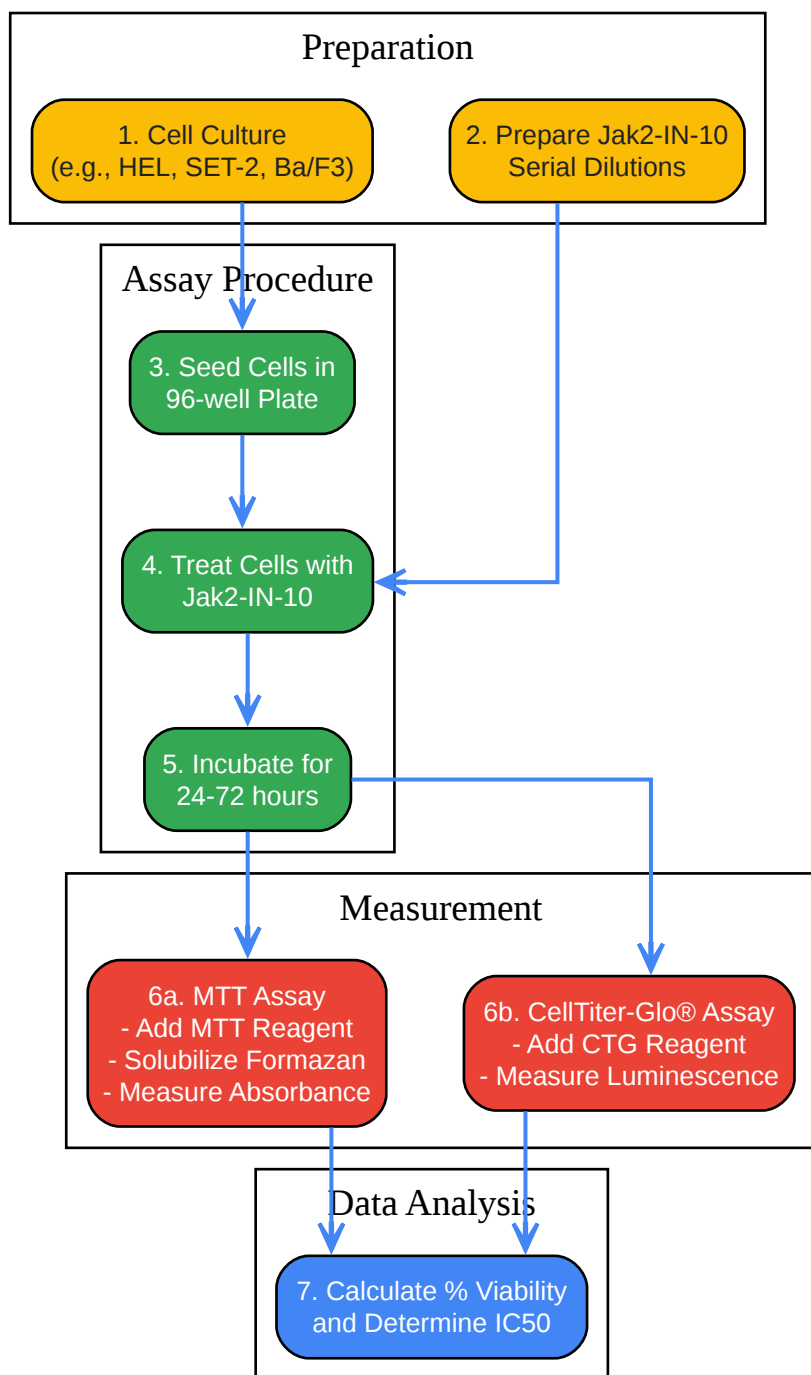 Preparation
1. Cell Culture
(e.g., HEL, SET-2, Ba/F3)
2. Prepare Jak2-IN-10
Serial Dilutions
Assay Procedure
3. Seed Cells in
96-well Plate
4. Treat Cells with
Jak2-IN-10
5. Incubate for
24-72 hours
Measurement
6a. MTT Assay
- Add MTT Reagent
- Solubilize Formazan
- Measure Absorbance
6b. CellTiter-Glo® Assay
- Add CTG Reagent
- Measure Luminescence
Data Analysis
7. Calculate % Viability
and Determine IC50